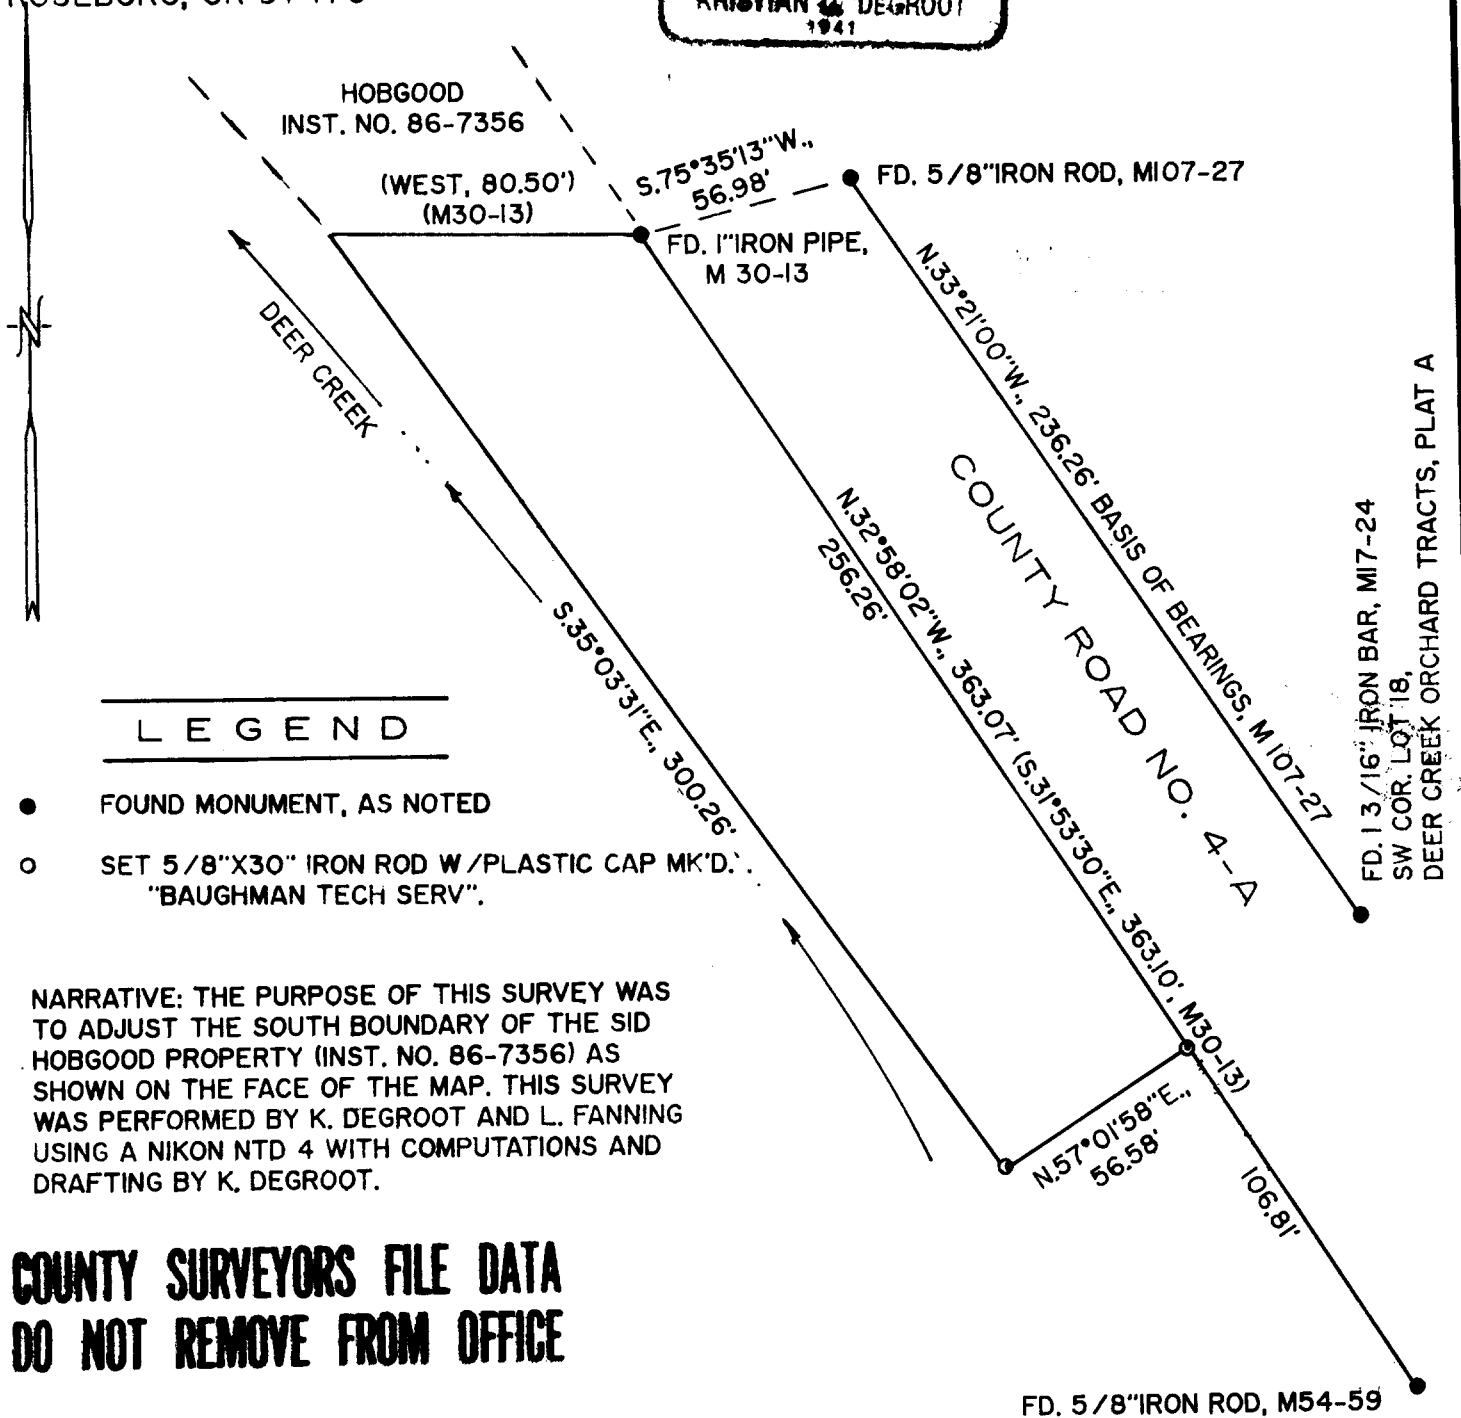 1941
HOBGOOD
INST. NO. 86-7356
(WEST, 80.50')
(M30-13)
S.75°35'13"W.,
56.98'
FD. 5/8"IRON ROD, M107-27
FD. 1"IRON PIPE,
M 30-13
N
DEER CREEK
N.33°21'00"W., 236.26' BASIS OF BEARINGS, M 107-27
COUNTY ROAD NO. 4-A
N.32°58'02"W., 363.07' (S.31°53'30"E., 363.10', M30-13)
256.26'
S.35°03'31"E., 300.26'
FD. 1 3/16" IRON BAR, M17-24
SW COR. LOT 18,
DEER CREEK ORCHARD TRACTS, PLAT A
LEGEND
FOUND MONUMENT, AS NOTED
SET 5/8"X30" IRON ROD W/PLASTIC CAP MK'D.
"BAUGHMAN TECH SERV".
NARRATIVE: THE PURPOSE OF THIS SURVEY WAS
TO ADJUST THE SOUTH BOUNDARY OF THE SID
HOBGOOD PROPERTY (INST. NO. 86-7356) AS
SHOWN ON THE FACE OF THE MAP. THIS SURVEY
WAS PERFORMED BY K. DEGROOT AND L. FANNING
USING A NIKON NTD 4 WITH COMPUTATIONS AND
DRAFTING BY K. DEGROOT.
N.57°01'58"E.,
56.58'
106.81'
COUNTY SURVEYORS FILE DATA
DO NOT REMOVE FROM OFFICE
FD. 5/8"IRON ROD, M54-59